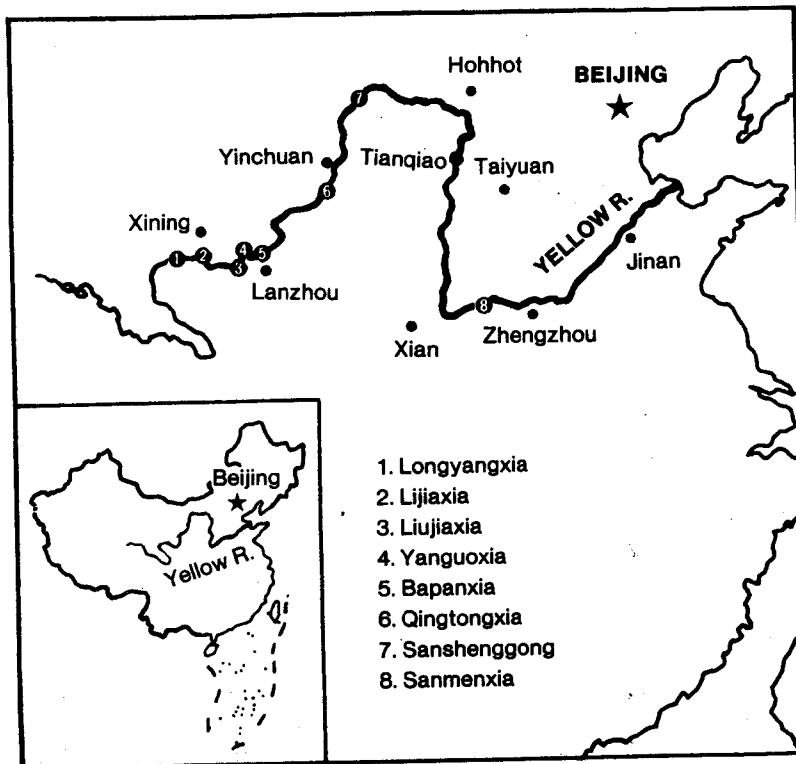 Hohhot
BEIJING
7
Yinchuan
Tianqiao
Taiyuan
6
Xining
YELLOW R.
1
2
3
4
5
Lanzhou
Jinan
8
Zhengzhou
Xian
Beijing
Yellow R.
1. Longyangxia
2. Lijiaxia
3. Liujiaxia
4. Yanguoxia
5. Bapanxia
6. Qingtongxia
7. Sanshenggong
8. Sanmenxia